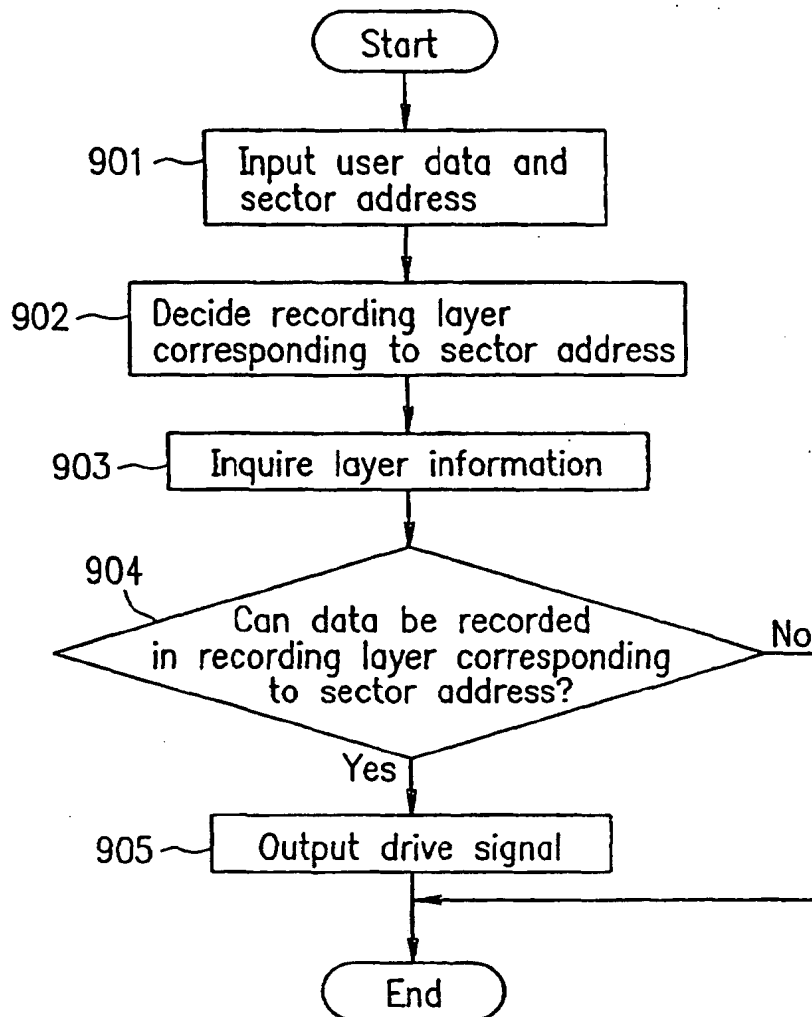 Start
901
Input user data and
sector address
902
Decide recording layer
corresponding to sector address
903
Inquire layer information
904
Can data be recorded
in recording layer corresponding
to sector address?
No
Yes
905
Output drive signal
End